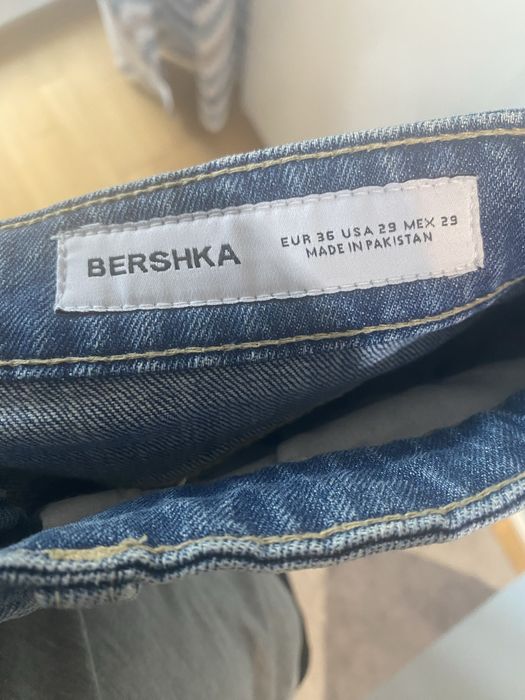 BERSHKA
EUR 36 USA 29 MEX 29
MADE IN PAKISTAN